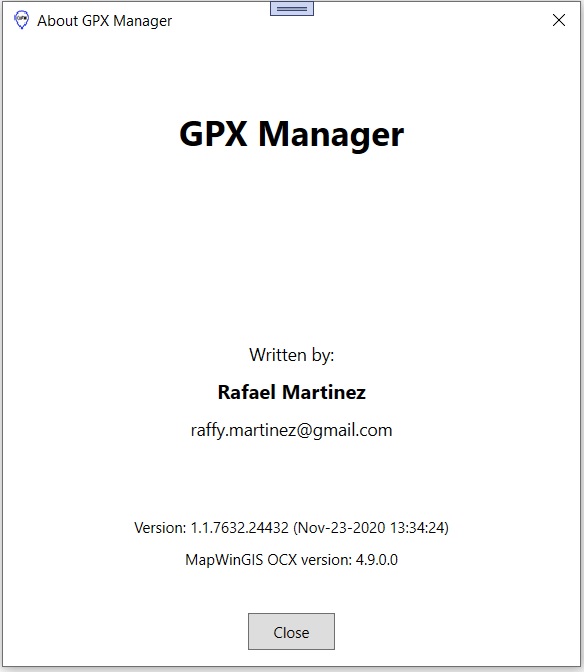 About GPX Manager
GPX Manager
Written by:
Rafael Martinez
raffy.martinez@gmail.com
Version: 1.1.7632.24432 (Nov-23-2020 13:34:24)
MapWinGIS OCX version: 4.9.0.0
Close